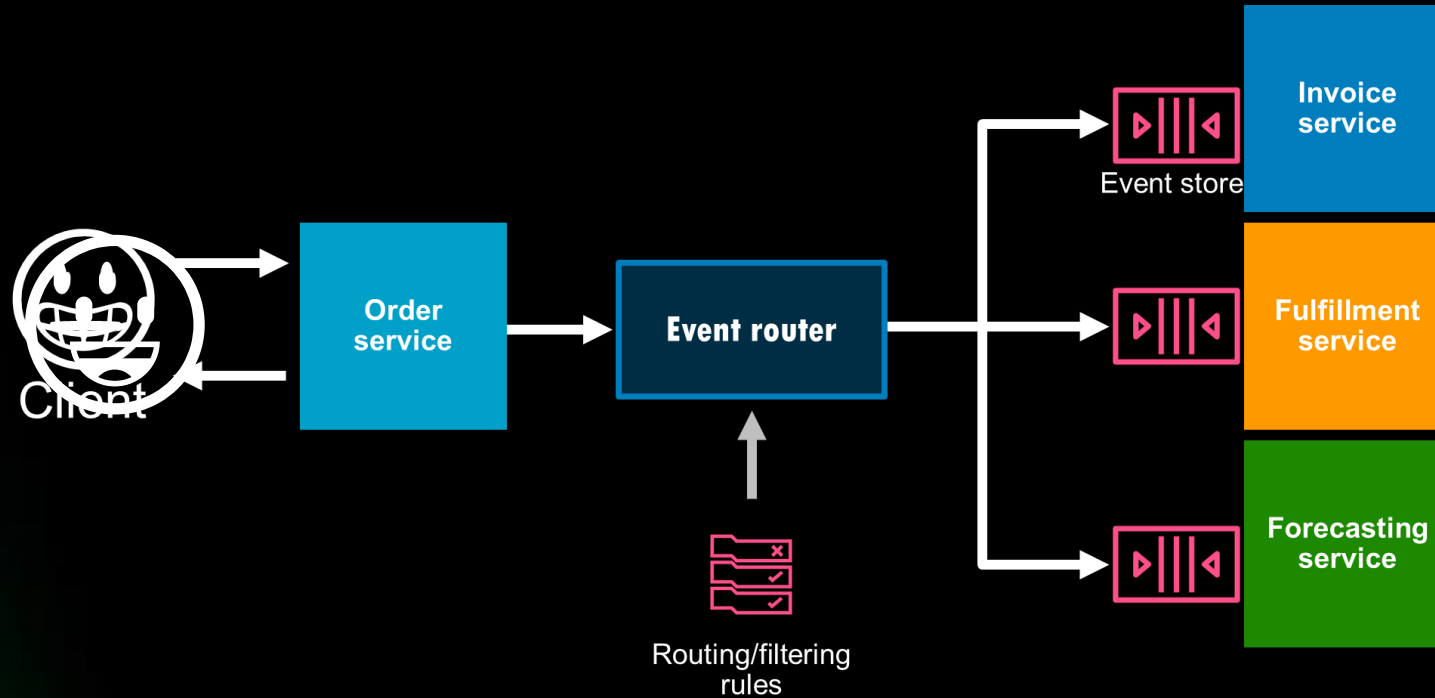 Client
Order
service
Event router
Routing/filtering
rules
Event store
Invoice
service
Fulfillment
service
Forecasting
service